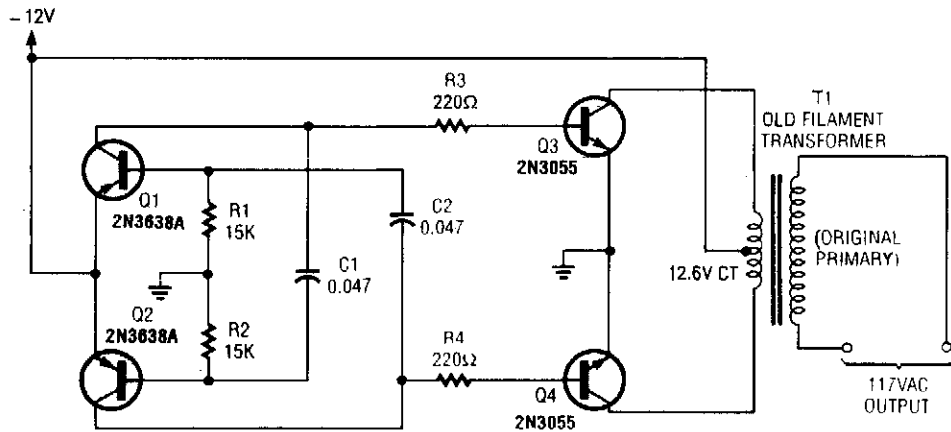 – 12V
R3
220Ω
T1
OLD FILAMENT
TRANSFORMER
Q3
2N3055
Q1
2N3638A
R1
15K
C2
0.047
C1
0.047
12.6V CT
(ORIGINAL
PRIMARY)
Q2
2N3638A
R2
15K
R4
220Ω
Q4
2N3055
117VAC
OUTPUT